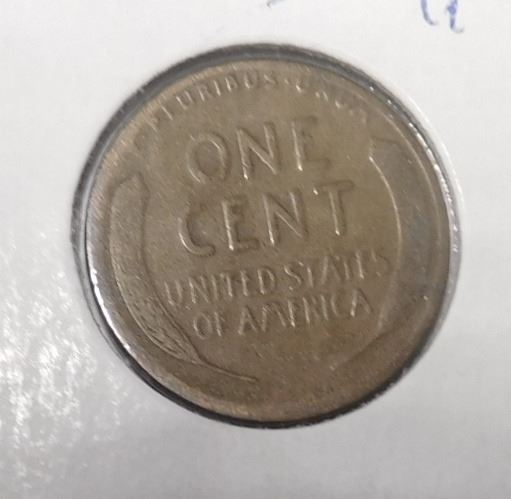 PLURIBUS·UNUM
ONE
CENT
UNITED STATES
OF AMERICA